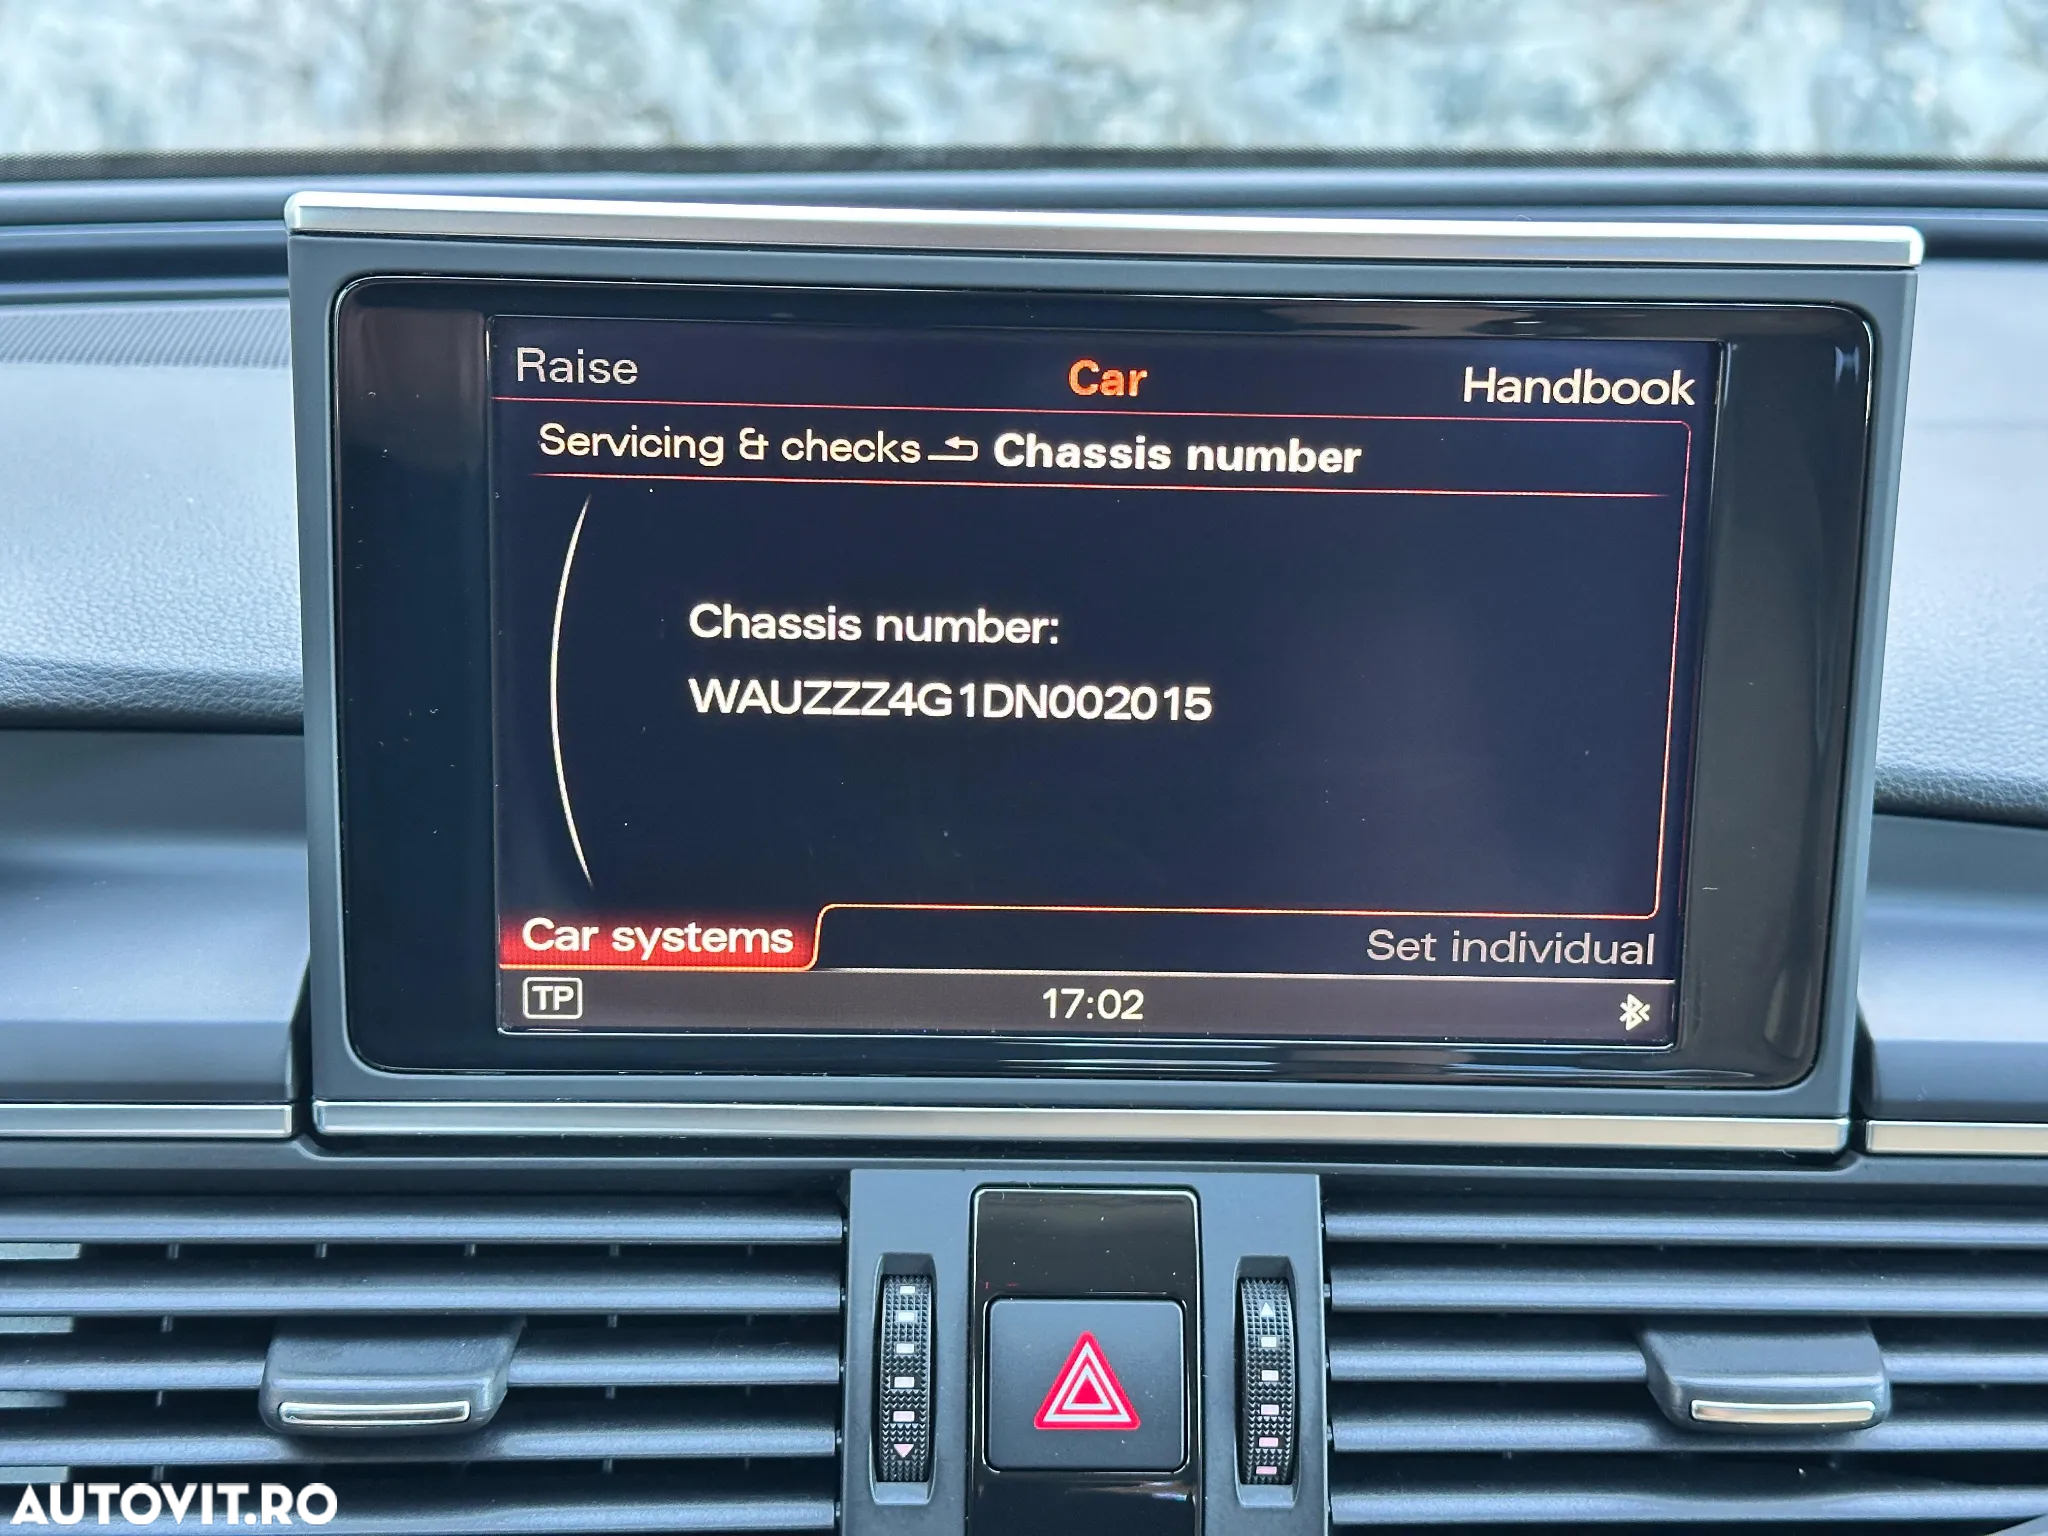 Raise Car Handbook
Servicing & checks Chassis number
Chassis number:
WAUZZZ4G1DN002015
Car systems Set individual
TP 17:02
AUTOVIT.RO